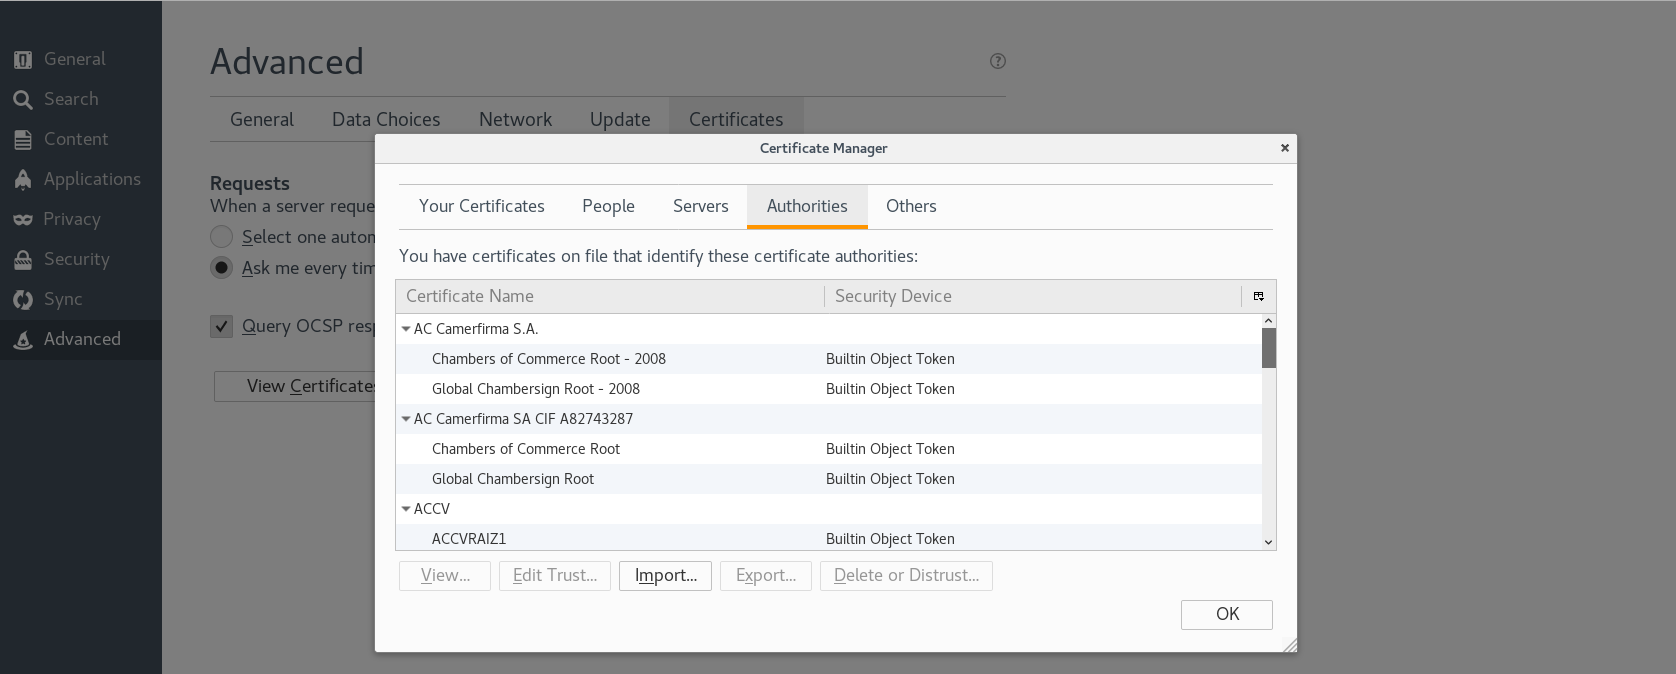 General
Search
Content
Applications
Privacy
Security
Sync
Advanced
Advanced
?
General Data Choices Network Update Certificates
Requests
When a server reque
Select one auton
Ask me every tim
Query OCSP resp
View Certificates
Certificate Manager
Your Certificates People Servers Authorities Others
You have certificates on file that identify these certificate authorities:
Certificate Name Security Device
AC Camerfirma S.A.
Chambers of Commerce Root - 2008 Builtin Object Token
Global Chambersign Root - 2008 Builtin Object Token
AC Camerfirma SA CIF A82743287
Chambers of Commerce Root Builtin Object Token
Global Chambersign Root Builtin Object Token
ACCV
ACCVRAIZ1 Builtin Object Token
View... Edit Trust... Import... Export... Delete or Distrust...
OK